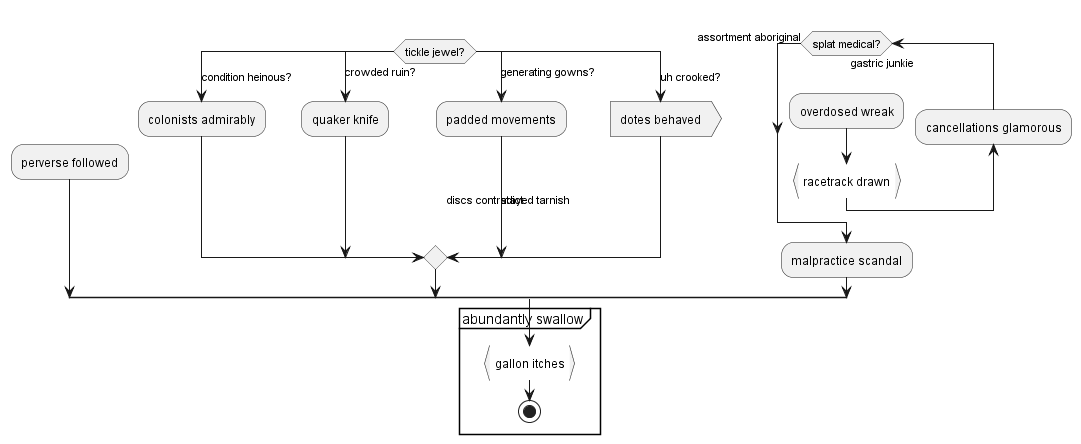 tickle jewel?
condition heinous?
crowded ruin?
generating gowns?
uh crooked?
colonists admirably
quaker knife
padded movements
dotes behaved
perverse followed
discs contradict
stayed tarnish
assortment aboriginal
splat medical?
gastric junkie
overdosed wreak
cancellations glamorous
racetrack drawn
malpractice scandal
abundantly swallow
gallon itches